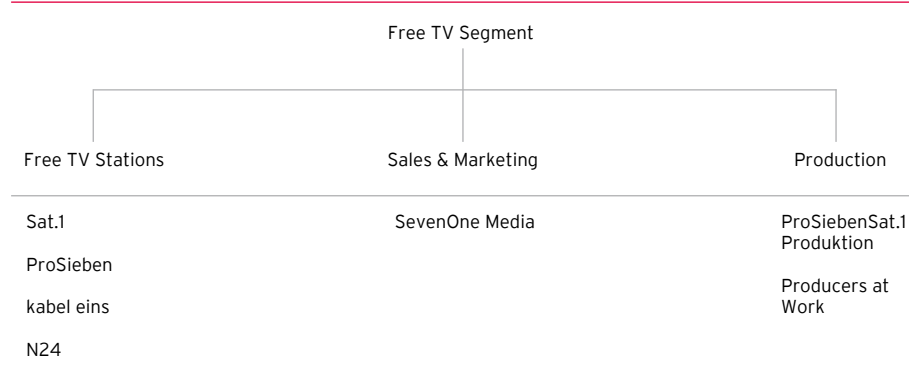 Free TV Segment
Free TV Stations
Sales & Marketing
Production
Sat.1
ProSieben
kabel eins
N24
SevenOne Media
ProSiebenSat.1
Produktion
Producers at
Work